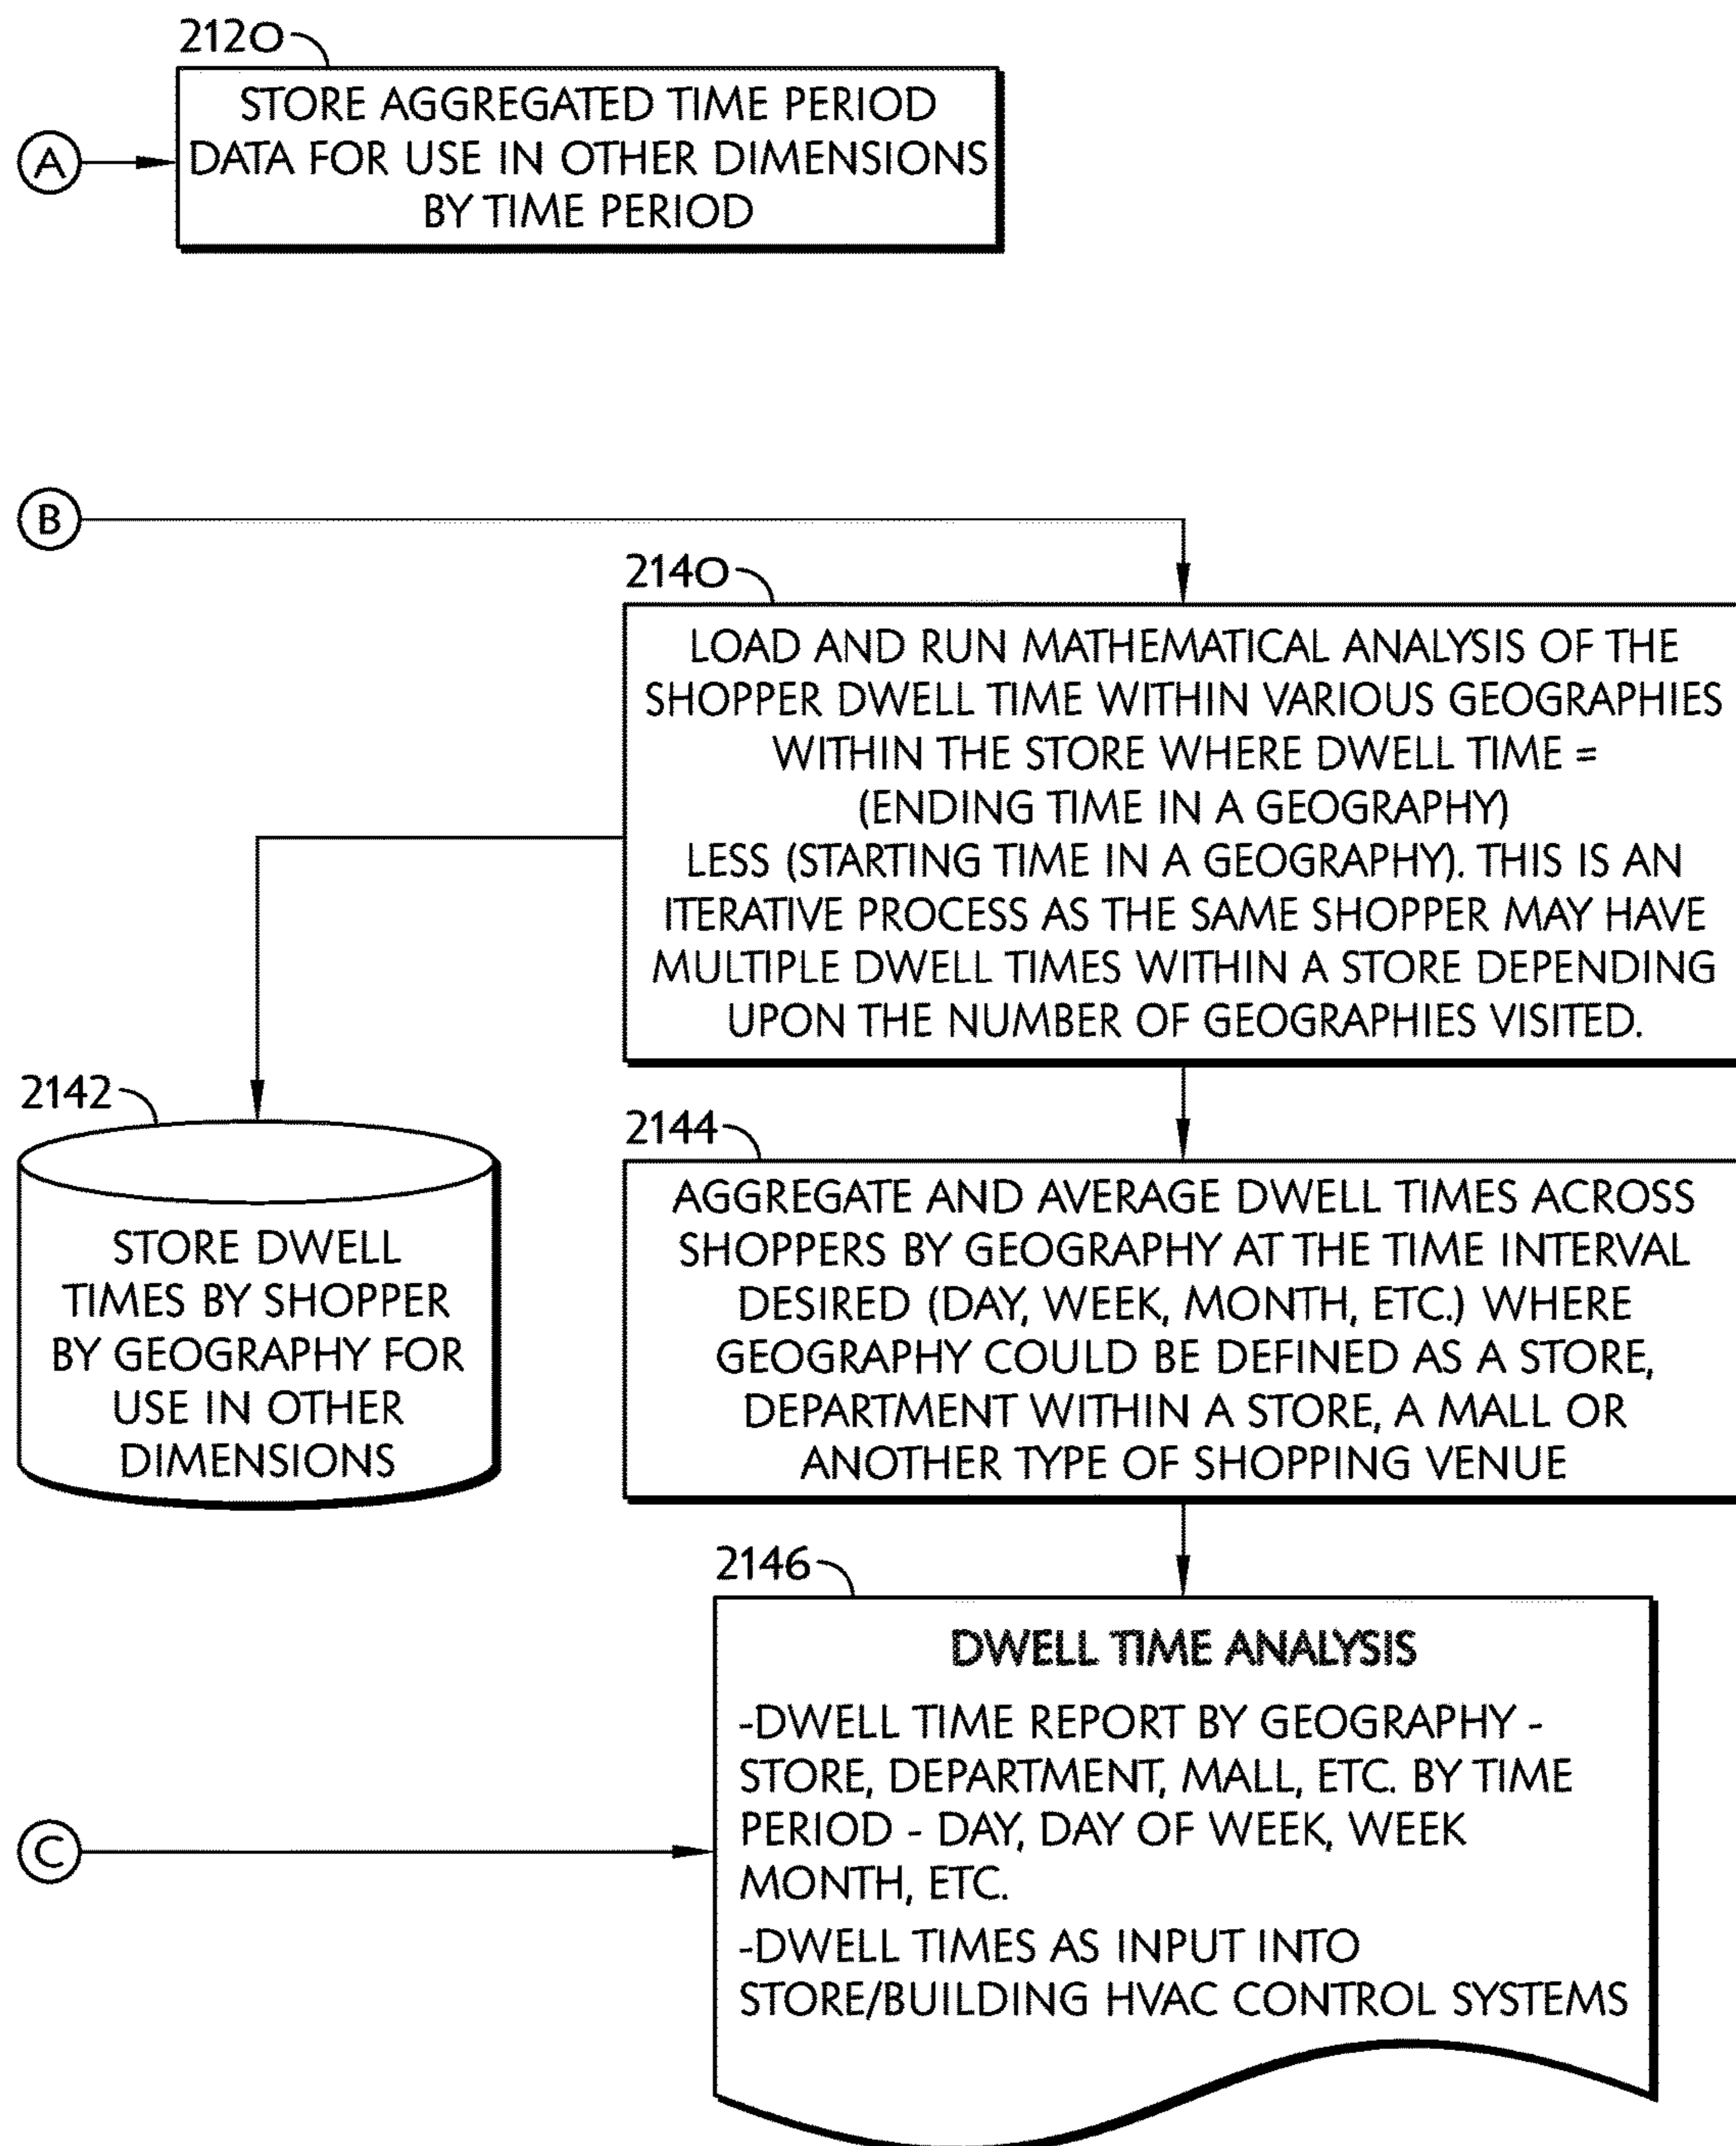 2120
STORE AGGREGATED TIME PERIOD
DATA FOR USE IN OTHER DIMENSIONS
BY TIME PERIOD
A
B
2140
LOAD AND RUN MATHEMATICAL ANALYSIS OF THE
SHOPPER DWELL TIME WITHIN VARIOUS GEOGRAPHIES
WITHIN THE STORE WHERE DWELL TIME =
(ENDING TIME IN A GEOGRAPHY)
LESS (STARTING TIME IN A GEOGRAPHY). THIS IS AN
ITERATIVE PROCESS AS THE SAME SHOPPER MAY HAVE
MULTIPLE DWELL TIMES WITHIN A STORE DEPENDING
UPON THE NUMBER OF GEOGRAPHIES VISITED.
2142
STORE DWELL
TIMES BY SHOPPER
BY GEOGRAPHY FOR
USE IN OTHER
DIMENSIONS
2144
AGGREGATE AND AVERAGE DWELL TIMES ACROSS
SHOPPERS BY GEOGRAPHY AT THE TIME INTERVAL
DESIRED (DAY, WEEK, MONTH, ETC.) WHERE
GEOGRAPHY COULD BE DEFINED AS A STORE,
DEPARTMENT WITHIN A STORE, A MALL OR
ANOTHER TYPE OF SHOPPING VENUE
2146
DWELL TIME ANALYSIS
-DWELL TIME REPORT BY GEOGRAPHY -
STORE, DEPARTMENT, MALL, ETC. BY TIME
PERIOD - DAY, DAY OF WEEK, WEEK
MONTH, ETC.
-DWELL TIMES AS INPUT INTO
STORE/BUILDING HVAC CONTROL SYSTEMS
C